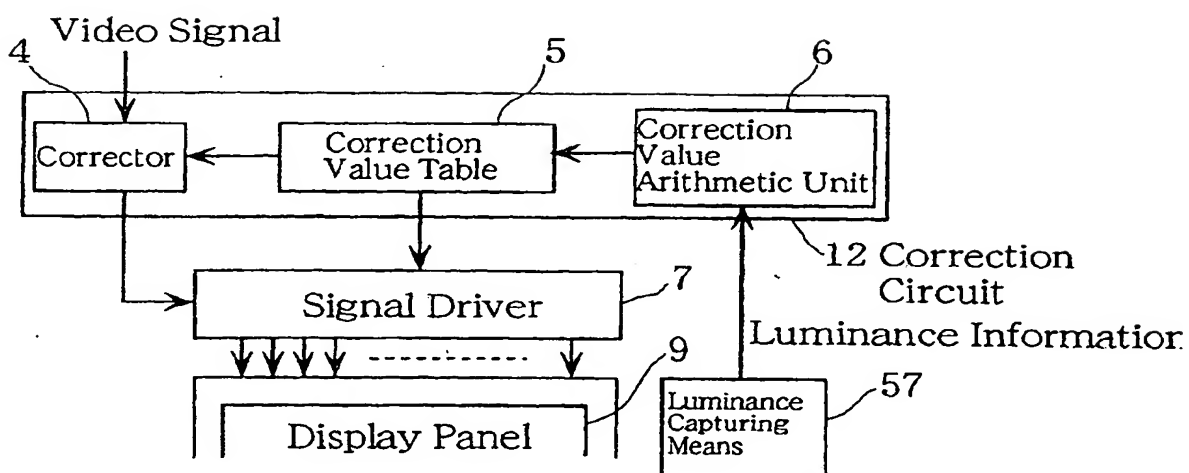 Video Signal
4
5
6
Corrector
Correction
Value Table
Correction
Value
Arithmetic Unit
12 Correction
Circuit
Signal Driver
7
Luminance Information
9
Display Panel
Luminance
Capturing
Means
57